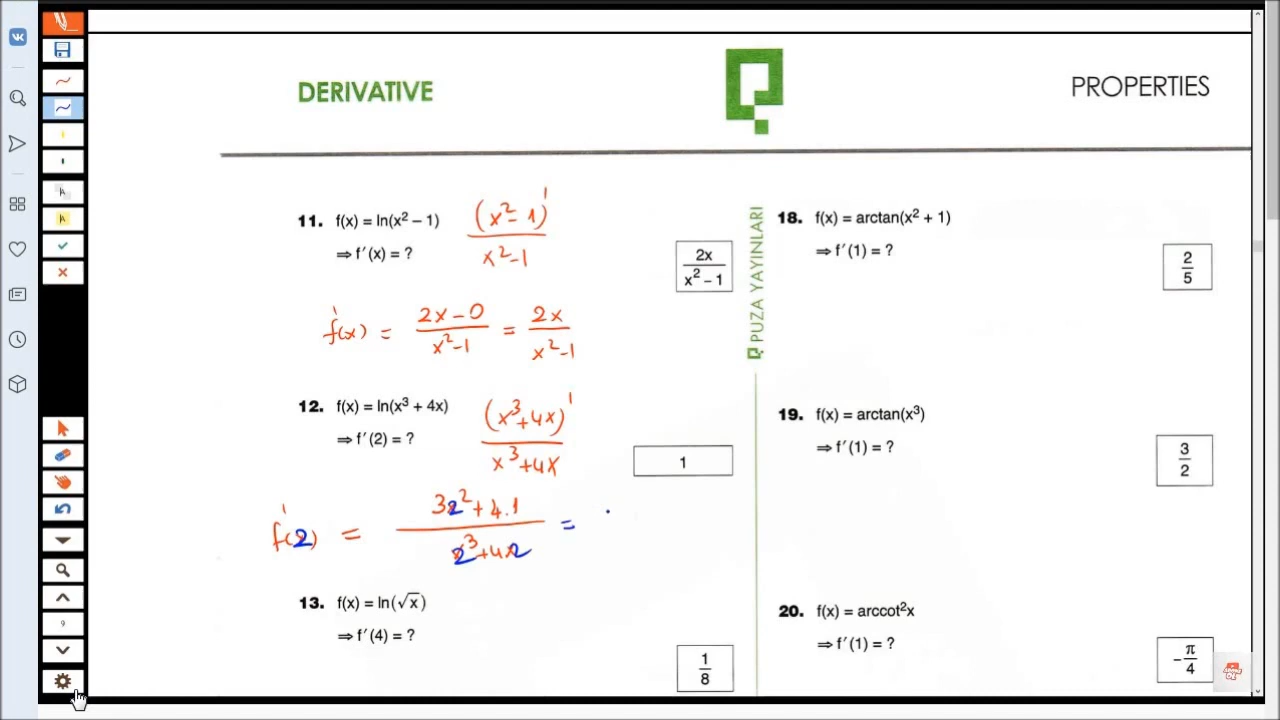 DERIVATIVE
PROPERTIES
11. f(x) = ln(x² – 1)
⇒ f′(x) = ?
(x²-1)'
x²-1
2x
x² – 1
f'(x) = 2x-0 / x²-1 = 2x / x²-1
12. f(x) = ln(x³ + 4x)
⇒ f′(2) = ?
(x³+4x)'
x³+4x
1
f'(2) = 32²+4.1 / 2³+4.2 =
13. f(x) = ln(√x)
⇒ f′(4) = ?
1
8
PUZA YAYINLARI
18. f(x) = arctan(x² + 1)
⇒ f′(1) = ?
2
5
19. f(x) = arctan(x³)
⇒ f′(1) = ?
3
2
20. f(x) = arccot²x
⇒ f′(1) = ?
–π
4
9